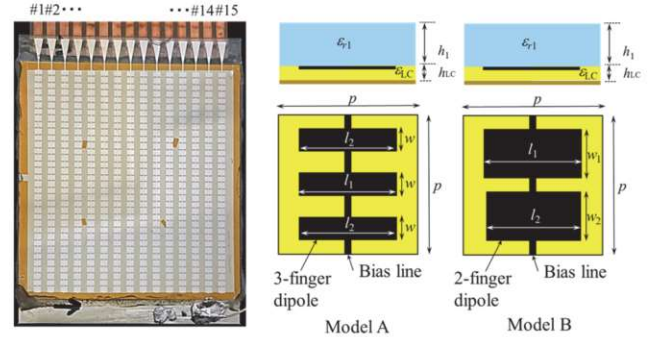 #1#2 ••• •••#14#15
εr1
h1
εLC
hLC
p
l2
w
l1
w
p
l2
w
3-finger
dipole
Bias line
Model A
εr1
h1
εLC
hLC
p
l1
w1
p
l2
w2
2-finger
dipole
Bias line
Model B